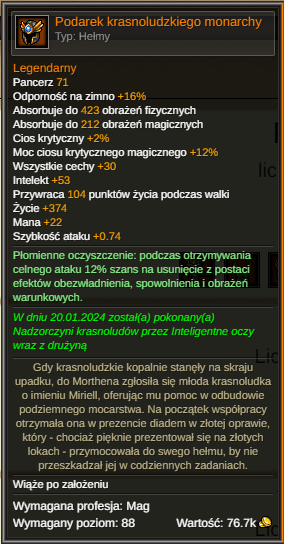 Podarek krasnoludzkiego monarchy
Typ: Hełmy
Legendarny
Pancerz 71
Odporność na zimno +16%
Absorbuje do 423 obrażeń fizycznych
Absorbuje do 212 obrażeń magicznych
Cios krytyczny +2%
Moc ciosu krytycznego magicznego +12%
Wszystkie cechy +30
Intelekt +53
Przywraca 104 punktów życia podczas walki
Życie +374
Mana +22
Szybkość ataku +0.74
Płomienne oczyszczenie: podczas otrzymywania
celnego ataku 12% szans na usunięcie z postaci
efektów obezwładnienia, spowolnienia i obrażeń
warunkowych.
W dniu 20.01.2024 został(a) pokonany(a)
Nadzorczyni krasnoludów przez Inteligentne oczy
wraz z drużyną
Gdy krasnoludzkie kopalnie stanęły na skraju
upadku, do Morthena zgłosiła się młoda krasnoludka
o imieniu Miriell, oferując mu pomoc w odbudowie
podziemnego mocarstwa. Na początek współpracy
otrzymała ona w prezencie diadem w złotej oprawie,
który - chociaż pięknie prezentował się na złotych
lokach - przymocowała do swego hełmu, by nie
przeszkadzał jej w codziennych zadaniach.
Wiąże po założeniu
Wymagana profesja: Mag
Wymagany poziom: 88 Wartość: 76.7k